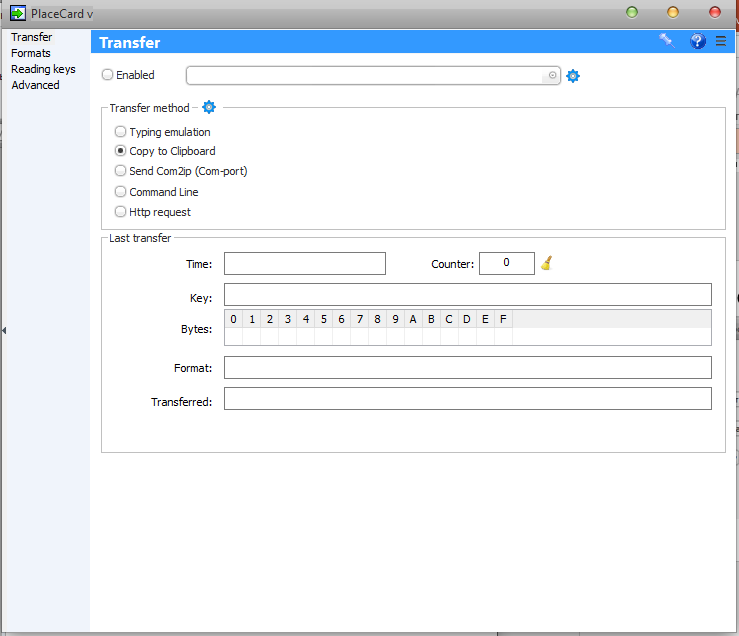 PlaceCard v
Transfer
Formats
Reading keys
Advanced
Transfer
Enabled
Transfer method
Typing emulation
Copy to Clipboard
Send Com2ip (Com-port)
Command Line
Http request
Last transfer
Time:
Counter: 0
Key:
Bytes: 0 1 2 3 4 5 6 7 8 9 A B C D E F
Format:
Transferred: